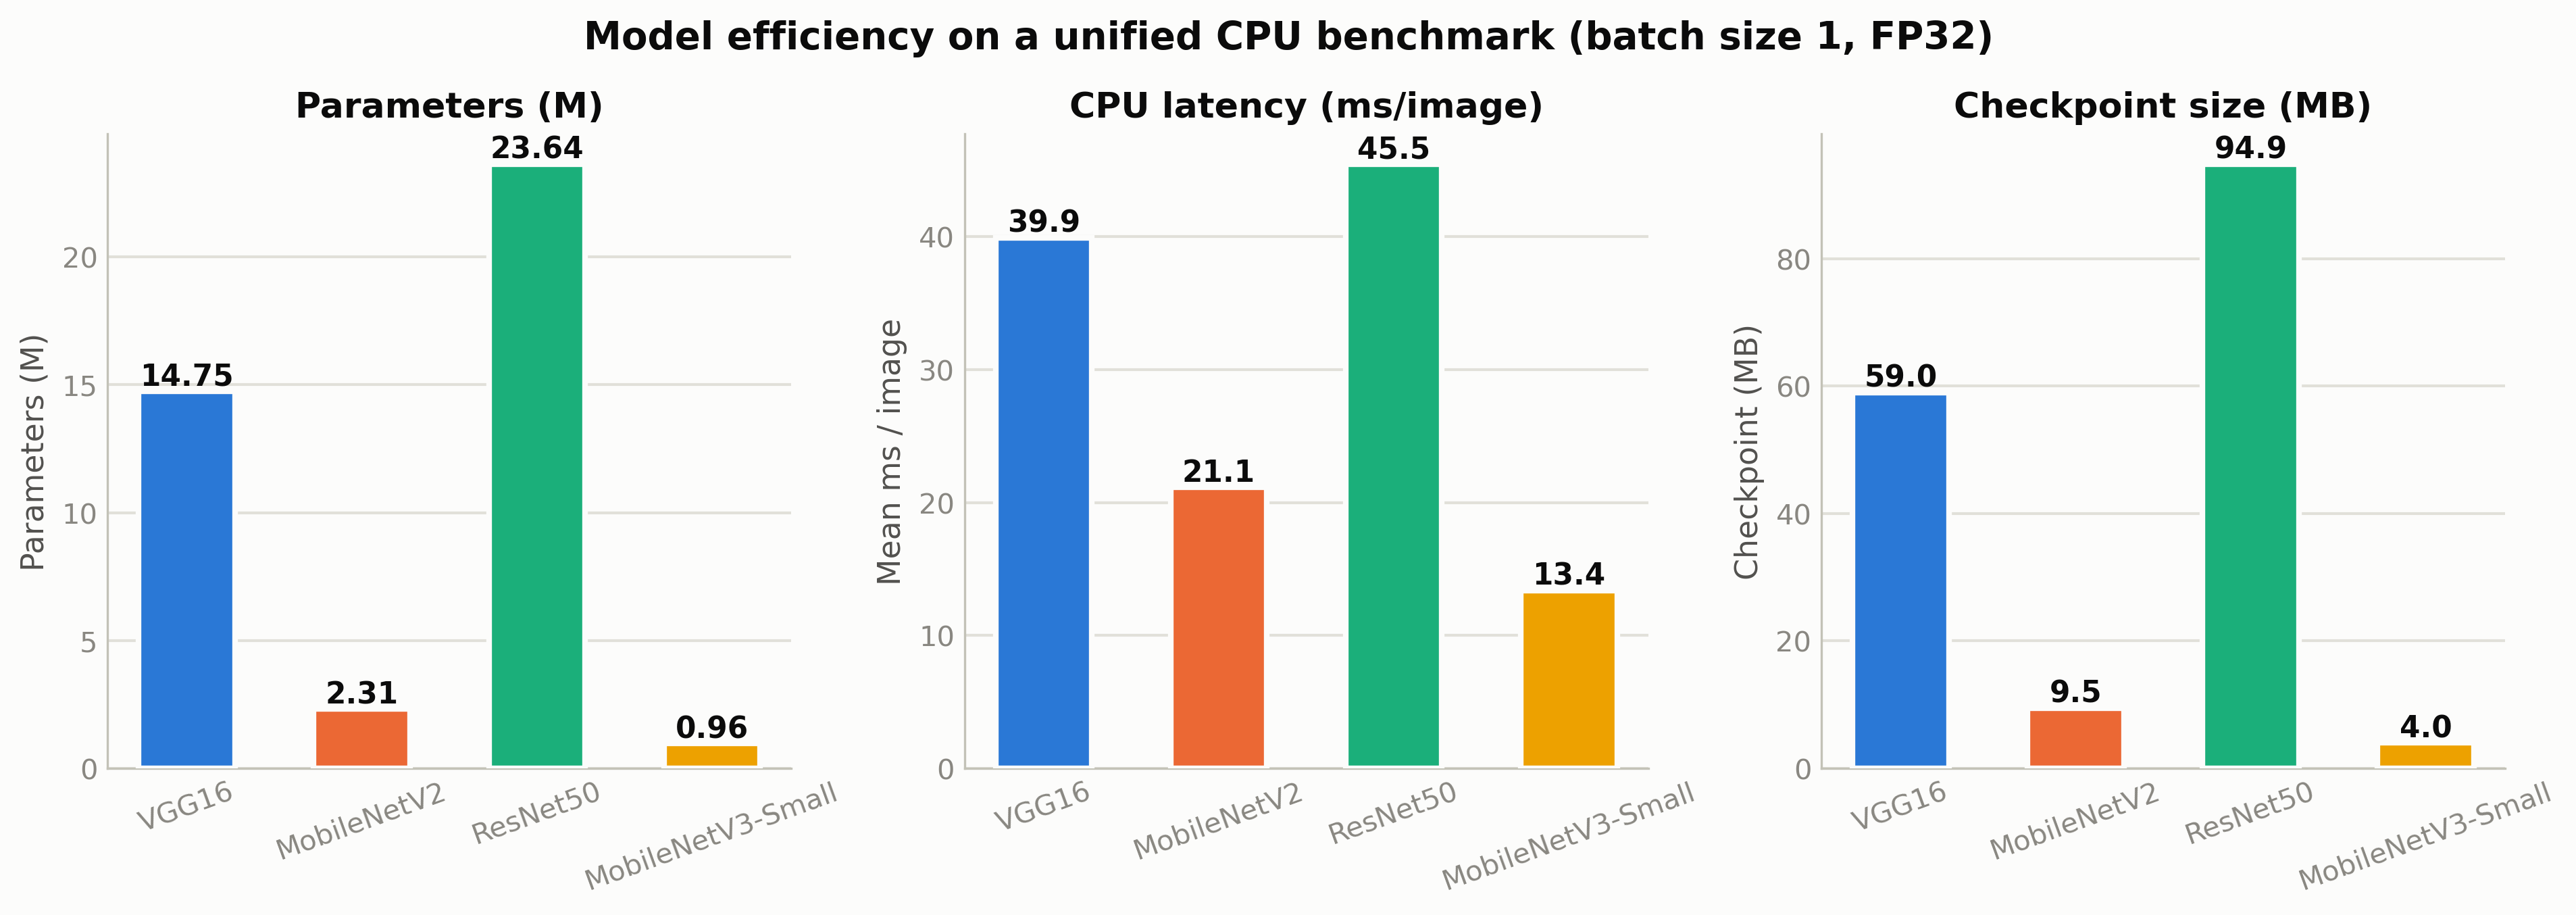 Model efficiency on a unified CPU benchmark (batch size 1, FP32)
Parameters (M)
Parameters (M)
20
15
10
5
0
14.75
2.31
23.64
0.96
VGG16
MobileNetV2
ResNet50
MobileNetV3-Small
CPU latency (ms/image)
Mean ms / image
40
30
20
10
0
39.9
21.1
45.5
13.4
VGG16
MobileNetV2
ResNet50
MobileNetV3-Small
Checkpoint size (MB)
Checkpoint (MB)
80
60
40
20
0
59.0
9.5
94.9
4.0
VGG16
MobileNetV2
ResNet50
MobileNetV3-Small